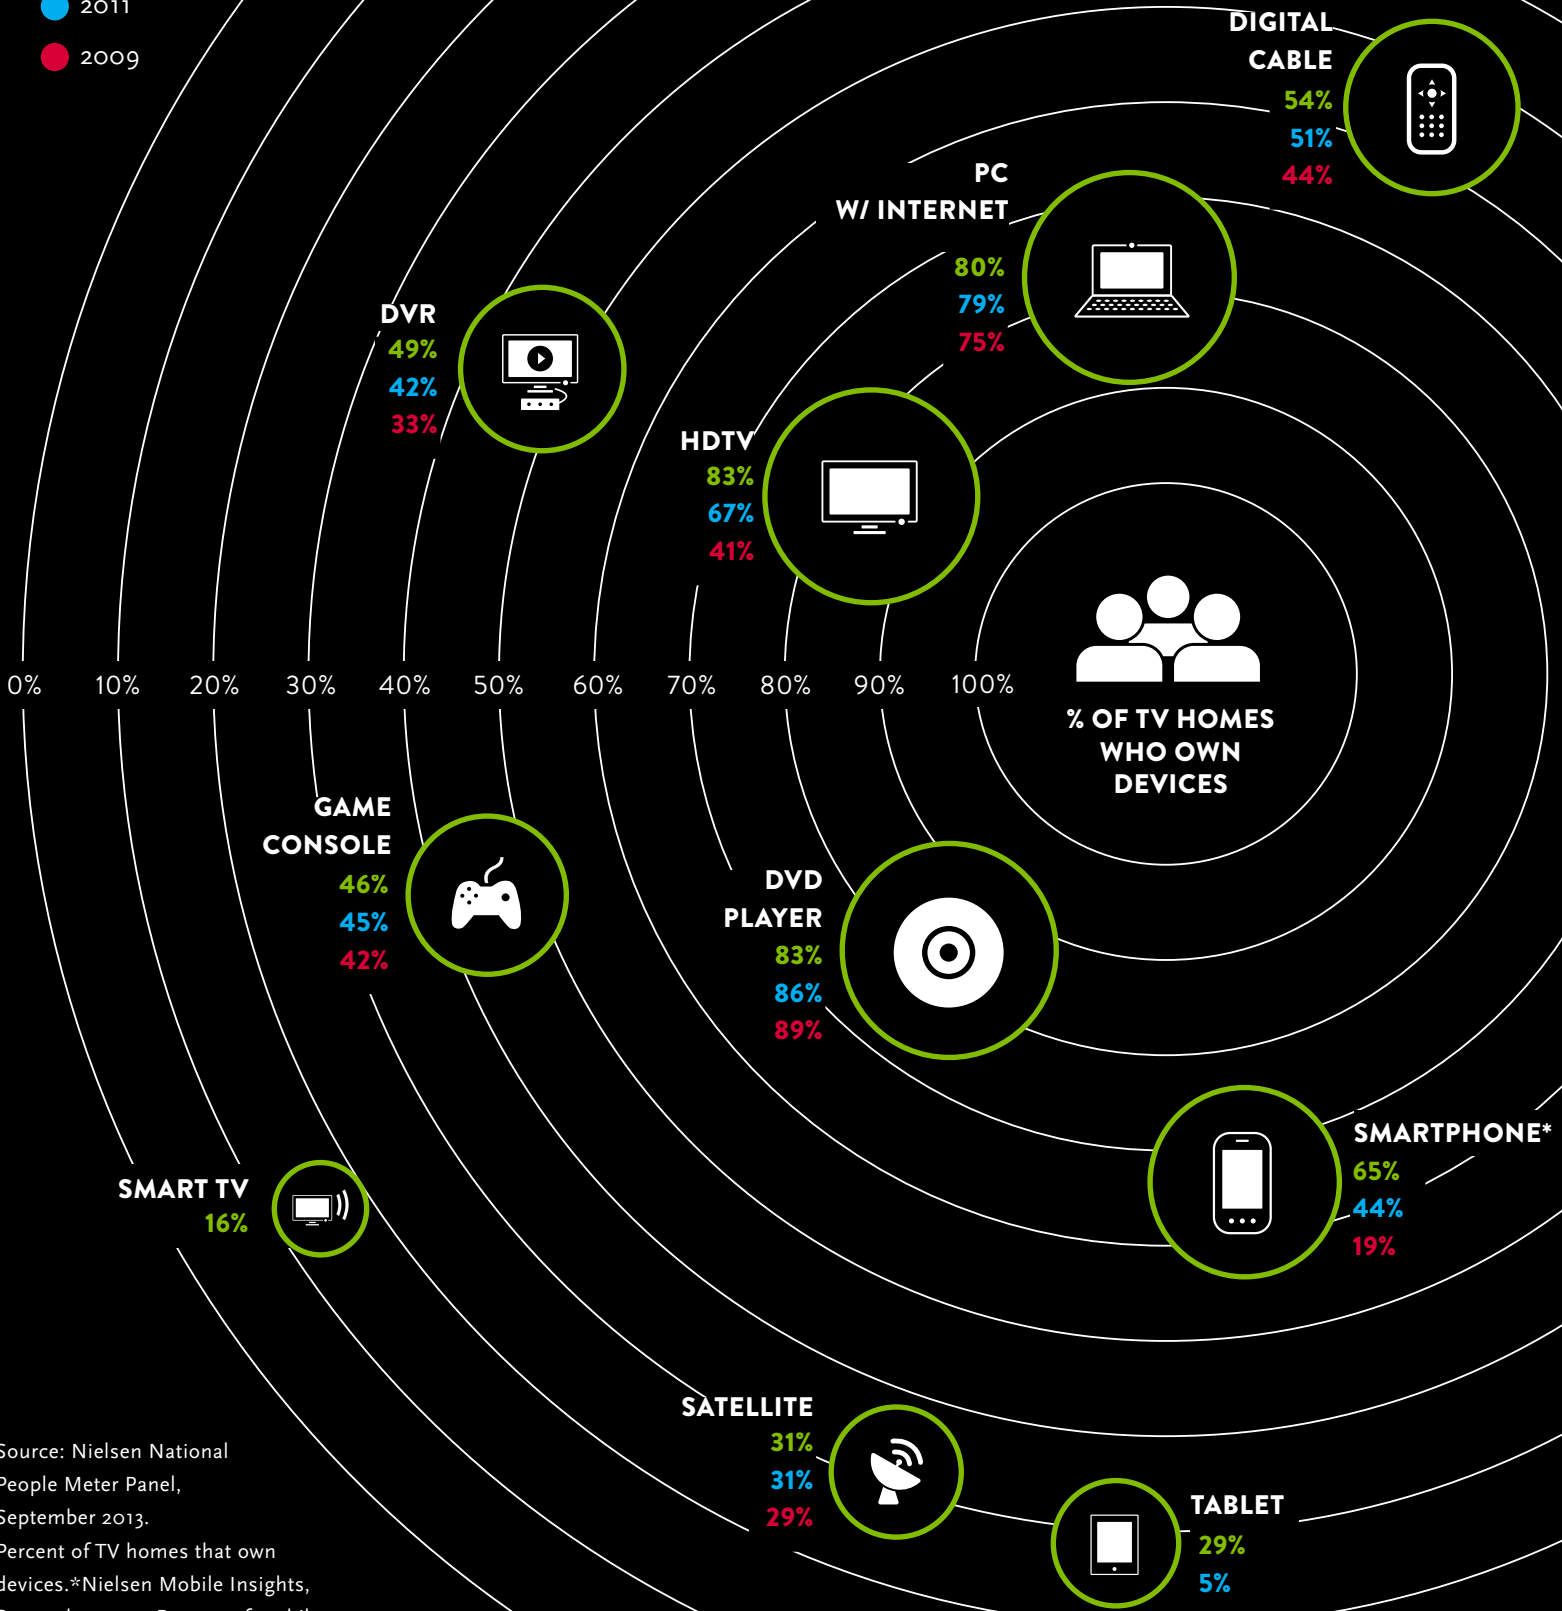 2011
2009
DIGITAL
CABLE
54%
51%
44%
PC
W/ INTERNET
80%
79%
75%
DVR
49%
42%
33%
HDTV
83%
67%
41%
0% 10% 20% 30% 40% 50% 60% 70% 80% 90% 100%
% OF TV HOMES
WHO OWN
DEVICES
GAME
CONSOLE
46%
45%
42%
DVD
PLAYER
83%
86%
89%
SMARTPHONE*
65%
44%
19%
SMART TV
16%
SATELLITE
31%
31%
29%
TABLET
29%
5%
Source: Nielsen National
People Meter Panel,
September 2013.
Percent of TV homes that own
devices.*Nielsen Mobile Insights,